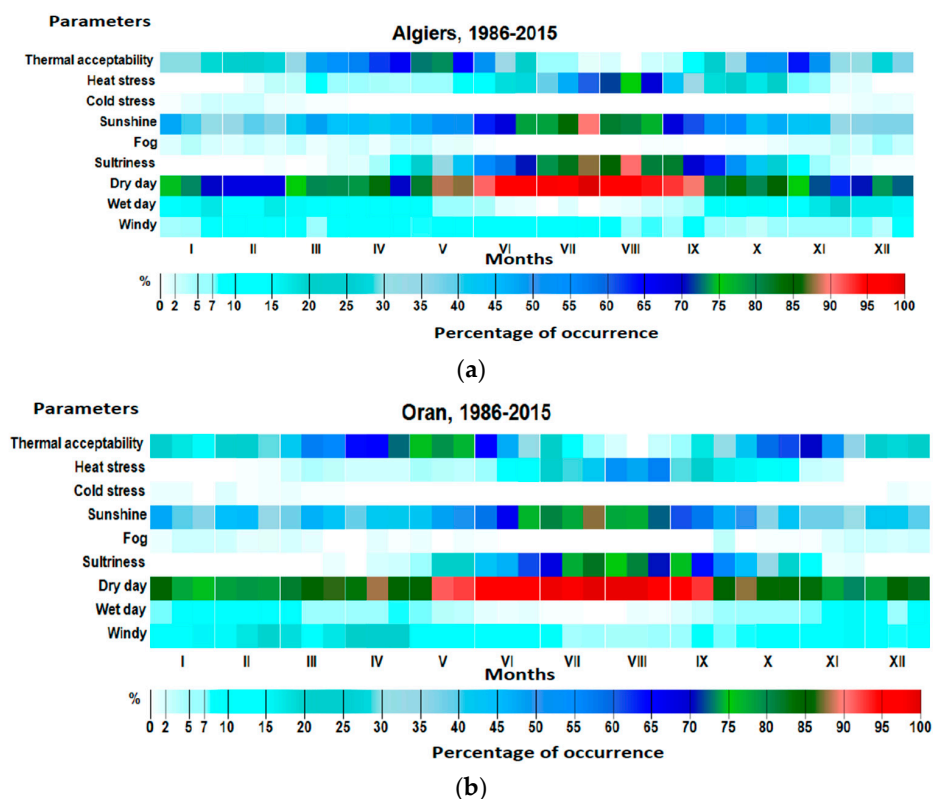 Parameters
Algiers, 1986-2015
Thermal acceptability
Heat stress
Cold stress
Sunshine
Fog
Sultriness
Dry day
Wet day
Windy
I II III IV V VI VII VIII IX X XI XII
Months
% 0 2 5 7 10 15 20 25 30 35 40 45 50 55 60 65 70 75 80 85 90 95 100
Percentage of occurrence
(a)
Parameters
Oran, 1986-2015
Thermal acceptability
Heat stress
Cold stress
Sunshine
Fog
Sultriness
Dry day
Wet day
Windy
I II III IV V VI VII VIII IX X XI XII
Months
% 0 2 5 7 10 15 20 25 30 35 40 45 50 55 60 65 70 75 80 85 90 95 100
Percentage of occurrence
(b)